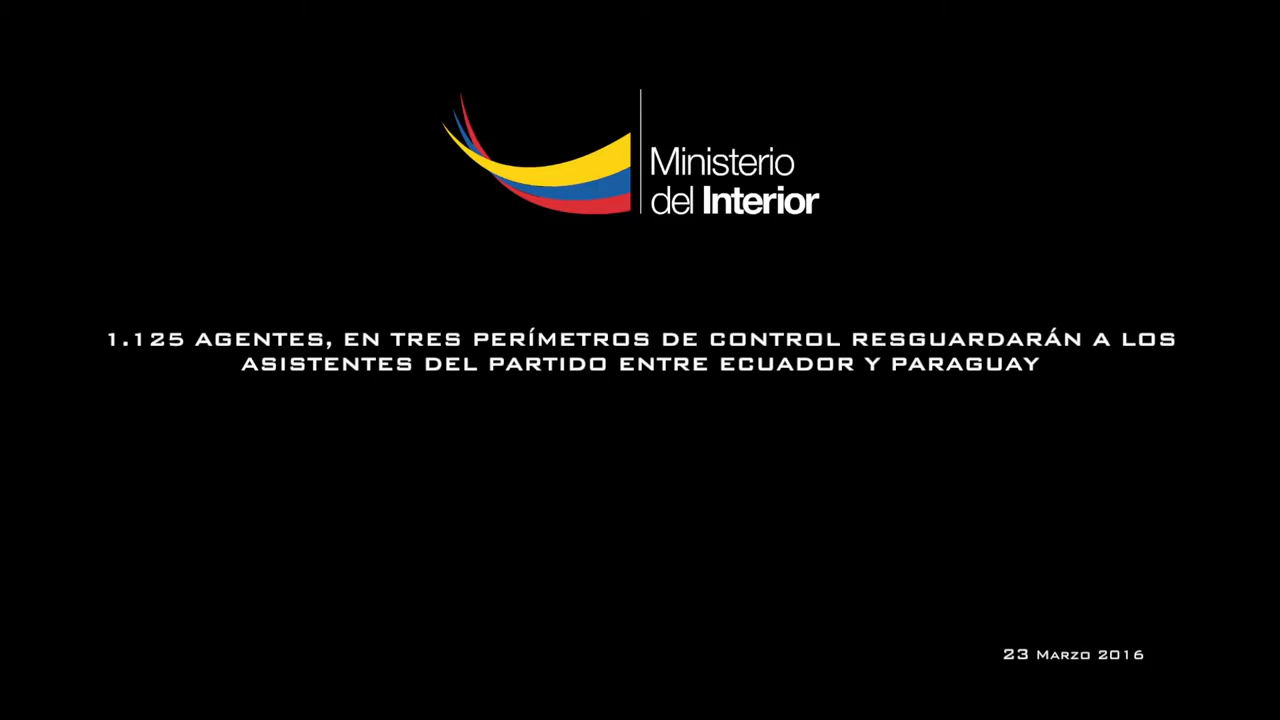 Ministerio
del Interior
1.125 AGENTES, EN TRES PERÍMETROS DE CONTROL RESGUARDARÁN A LOS
ASISTENTES DEL PARTIDO ENTRE ECUADOR Y PARAGUAY
23 Marzo 2016